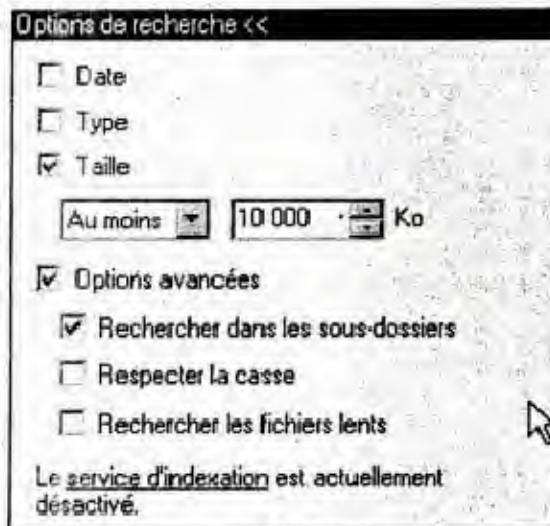 Options de recherche <<
Date
Type
Taille
Au moins 10 000 Ko
Options avancées
Rechercher dans les sous-dossiers
Respecter la casse
Rechercher les fichiers lents
Le service d'indexation est actuellement
désactivé.